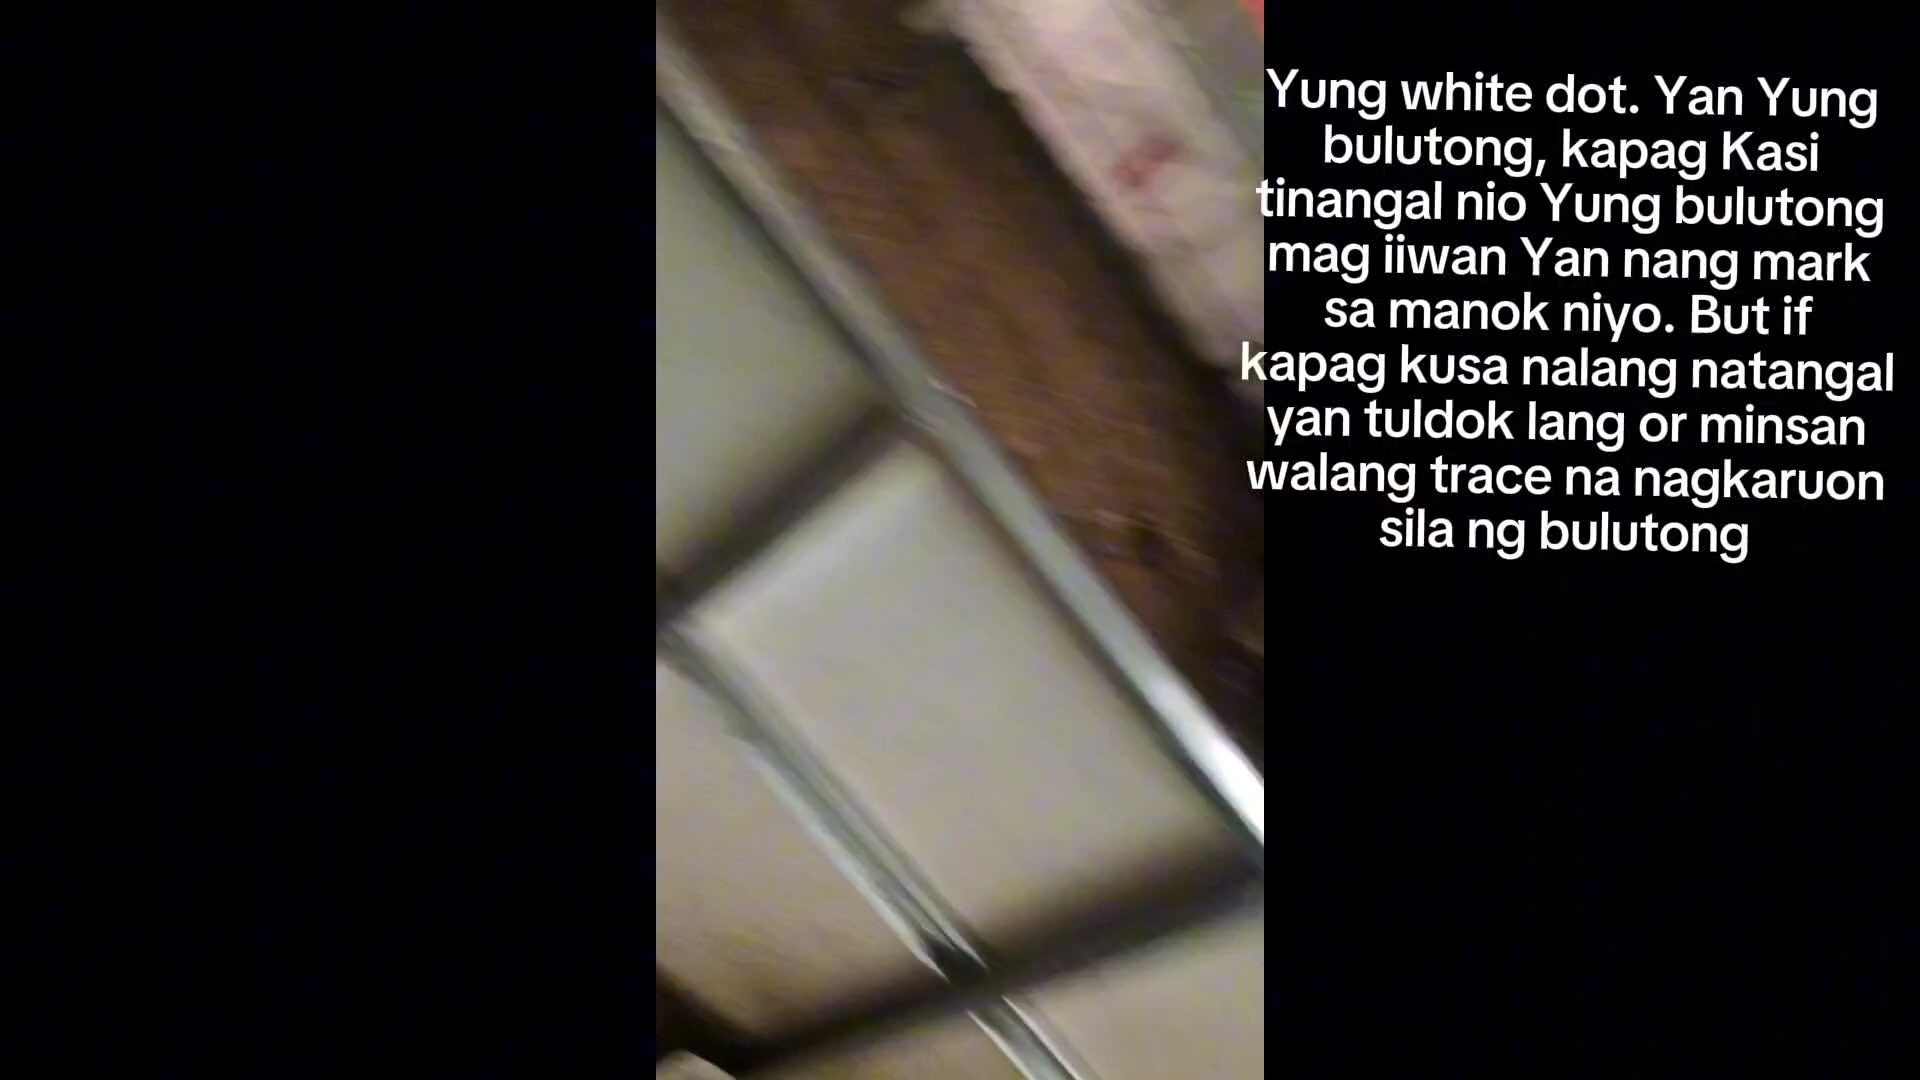 Yung white dot. Yan Yung
bulutong, kapag Kasi
tinangal nio Yung bulutong
mag iiwan Yan nang mark
sa manok niyo. But if
kapag kusa nalang natangal
yan tuldok lang or minsan
walang trace na nagkaruon
sila ng bulutong